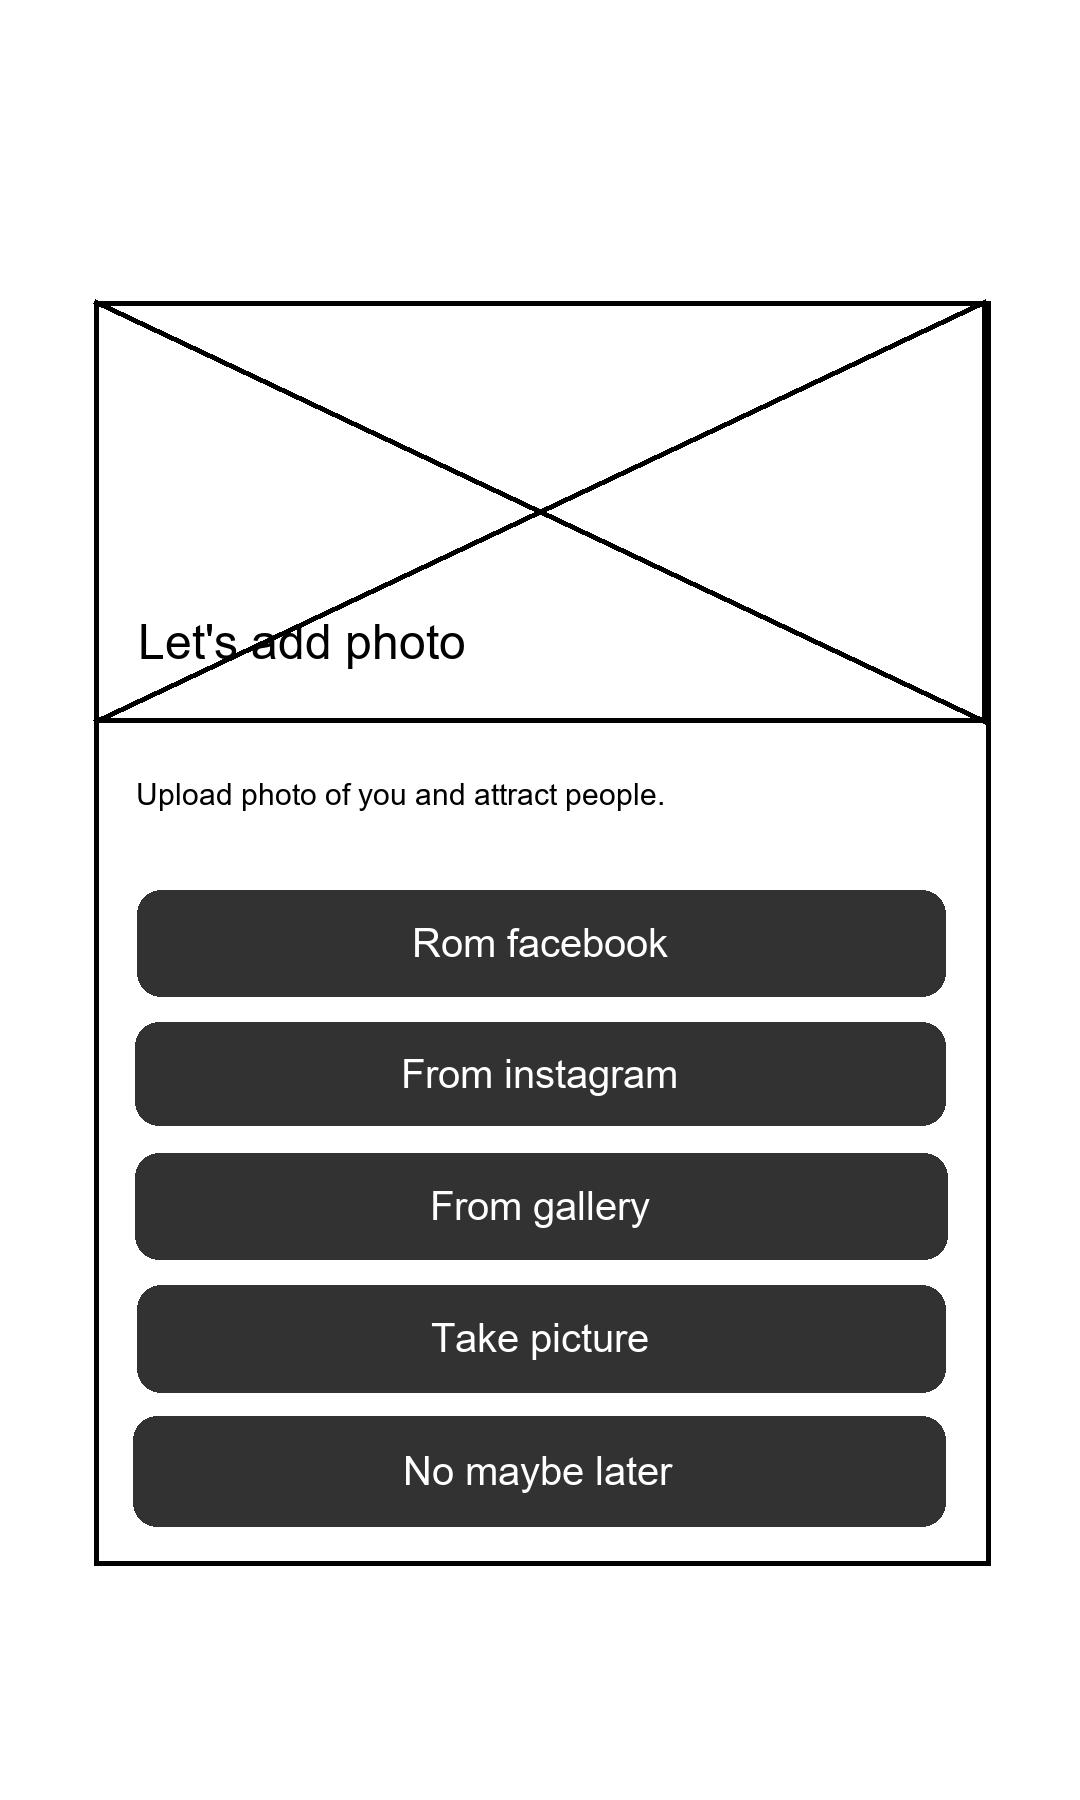 Let's add photo
Upload photo of you and attract people.
Rom facebook
From instagram
From gallery
Take picture
No maybe later